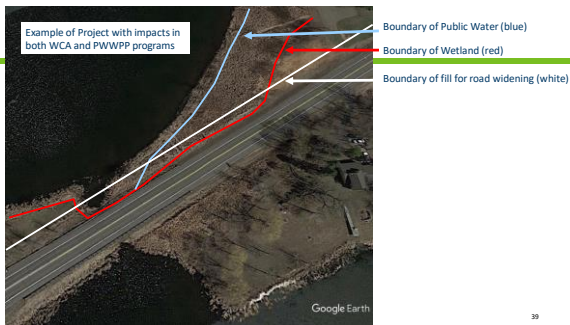 Example of Project with impacts in
both WCA and PWWPP programs
Boundary of Public Water (blue)
Boundary of Wetland (red)
Boundary of fill for road widening (white)
Google Earth
39